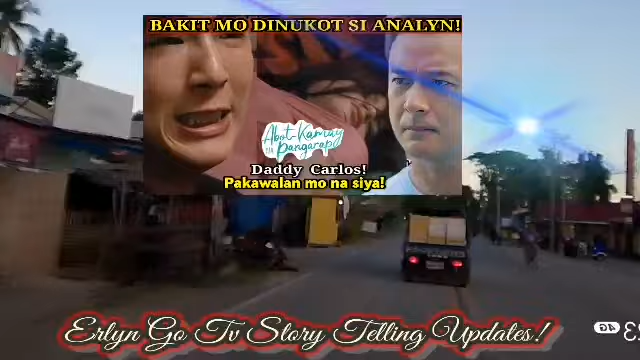 BAKIT MO DINUKOT SI ANALYN!
Abot Kamay
na
Pangarap
Daddy Carlos!
Pakawalan mo na siya!
Erlyn Go Tv Story Telling Updates!
4G